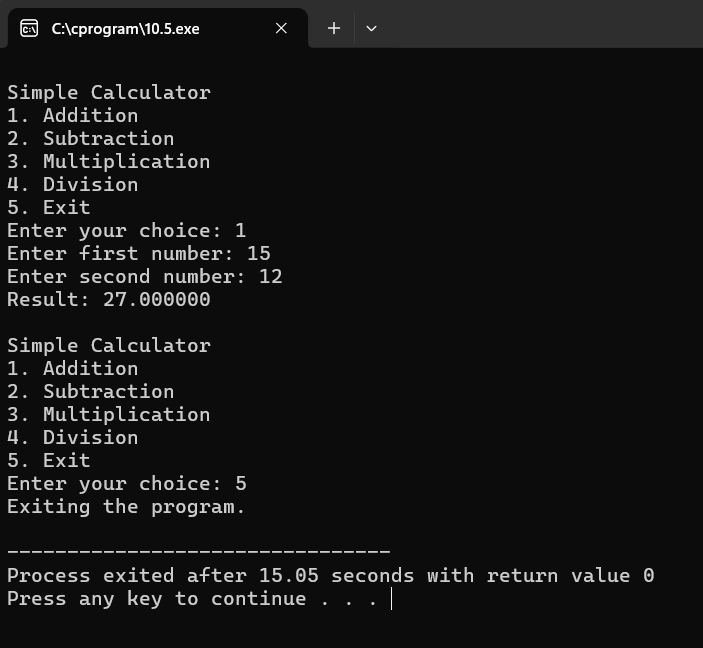 C:\cprogram\10.5.exe
Simple Calculator
1. Addition
2. Subtraction
3. Multiplication
4. Division
5. Exit
Enter your choice: 1
Enter first number: 15
Enter second number: 12
Result: 27.000000
Simple Calculator
1. Addition
2. Subtraction
3. Multiplication
4. Division
5. Exit
Enter your choice: 5
Exiting the program.
--------------------------------
Process exited after 15.05 seconds with return value 0
Press any key to continue . . .